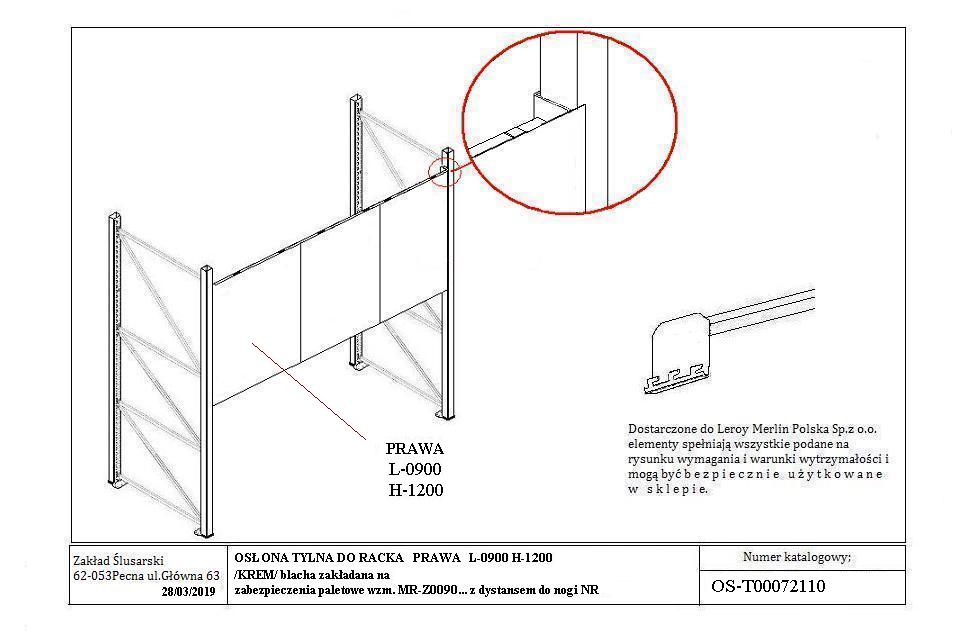 PRAWA
L-0900
H-1200
Dostarczone do Leroy Merlin Polska Sp.z o.o.
elementy spełniają wszystkie podane na
rysunku wymagania i warunki wytrzymałości i
mogą być b e z p i e c z n i e u ż y t k o w a n e
w s k l e p i e.
Zakład Ślusarski
62-053Pecna ul.Główna 63
28/03/2019
OSŁONA TYLNA DO RACKA PRAWA L-0900 H-1200
/KREM/ blacha zakładana na
zabezpieczenia paletowe wzm. MR-Z0090... z dystansem do nogi NR
Numer katalogowy;
OS-T00072110